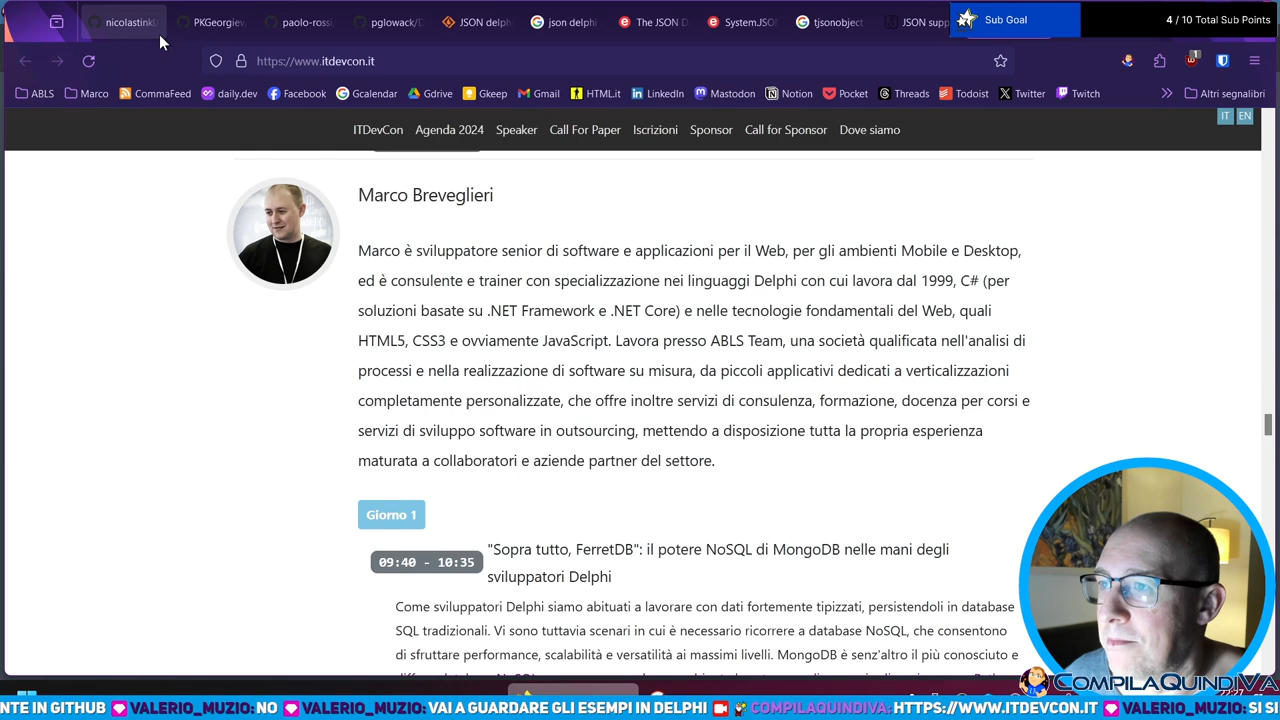 nicolastinkl
PKGeorgiev
paolo-rossi
pglowack/D
JSON delphi
json delphi
The JSON D
SystemJSO
tjsonobject
JSON supp
Sub Goal
4 / 10 Total Sub Points
https://www.itdevcon.it
1
ABLS
Marco
CommaFeed
daily.dev
Facebook
Gcalendar
Gdrive
Gkeep
Gmail
HTML.it
LinkedIn
Mastodon
Notion
Pocket
Threads
Todoist
Twitter
Twitch
Altri segnalibri
ITDevCon Agenda 2024 Speaker Call For Paper Iscrizioni Sponsor Call for Sponsor Dove siamo
IT EN
Marco Breveglieri
Marco è sviluppatore senior di software e applicazioni per il Web, per gli ambienti Mobile e Desktop,
ed è consulente e trainer con specializzazione nei linguaggi Delphi con cui lavora dal 1999, C# (per
soluzioni basate su .NET Framework e .NET Core) e nelle tecnologie fondamentali del Web, quali
HTML5, CSS3 e ovviamente JavaScript. Lavora presso ABLS Team, una società qualificata nell'analisi di
processi e nella realizzazione di software su misura, da piccoli applicativi dedicati a verticalizzazioni
completamente personalizzate, che offre inoltre servizi di consulenza, formazione, docenza per corsi e
servizi di sviluppo software in outsourcing, mettendo a disposizione tutta la propria esperienza
maturata a collaboratori e aziende partner del settore.
Giorno 1
09:40 - 10:35
"Sopra tutto, FerretDB": il potere NoSQL di MongoDB nelle mani degli
sviluppatori Delphi
Come sviluppatori Delphi siamo abituati a lavorare con dati fortemente tipizzati, persistendoli in database
SQL tradizionali. Vi sono tuttavia scenari in cui è necessario ricorrere a database NoSQL, che consentono
di sfruttare performance, scalabilità e versatilità ai massimi livelli. MongoDB è senz'altro il più conosciuto e
COMPILAQUINDIVA
NTE IN GITHUB VALERIO_MUZIO: NO VALERIO_MUZIO: VAI A GUARDARE GLI ESEMPI IN DELPHI COMPILAQUINDIVA: HTTPS://WWW.ITDEVCON.IT VALERIO_MUZIO: SI SI